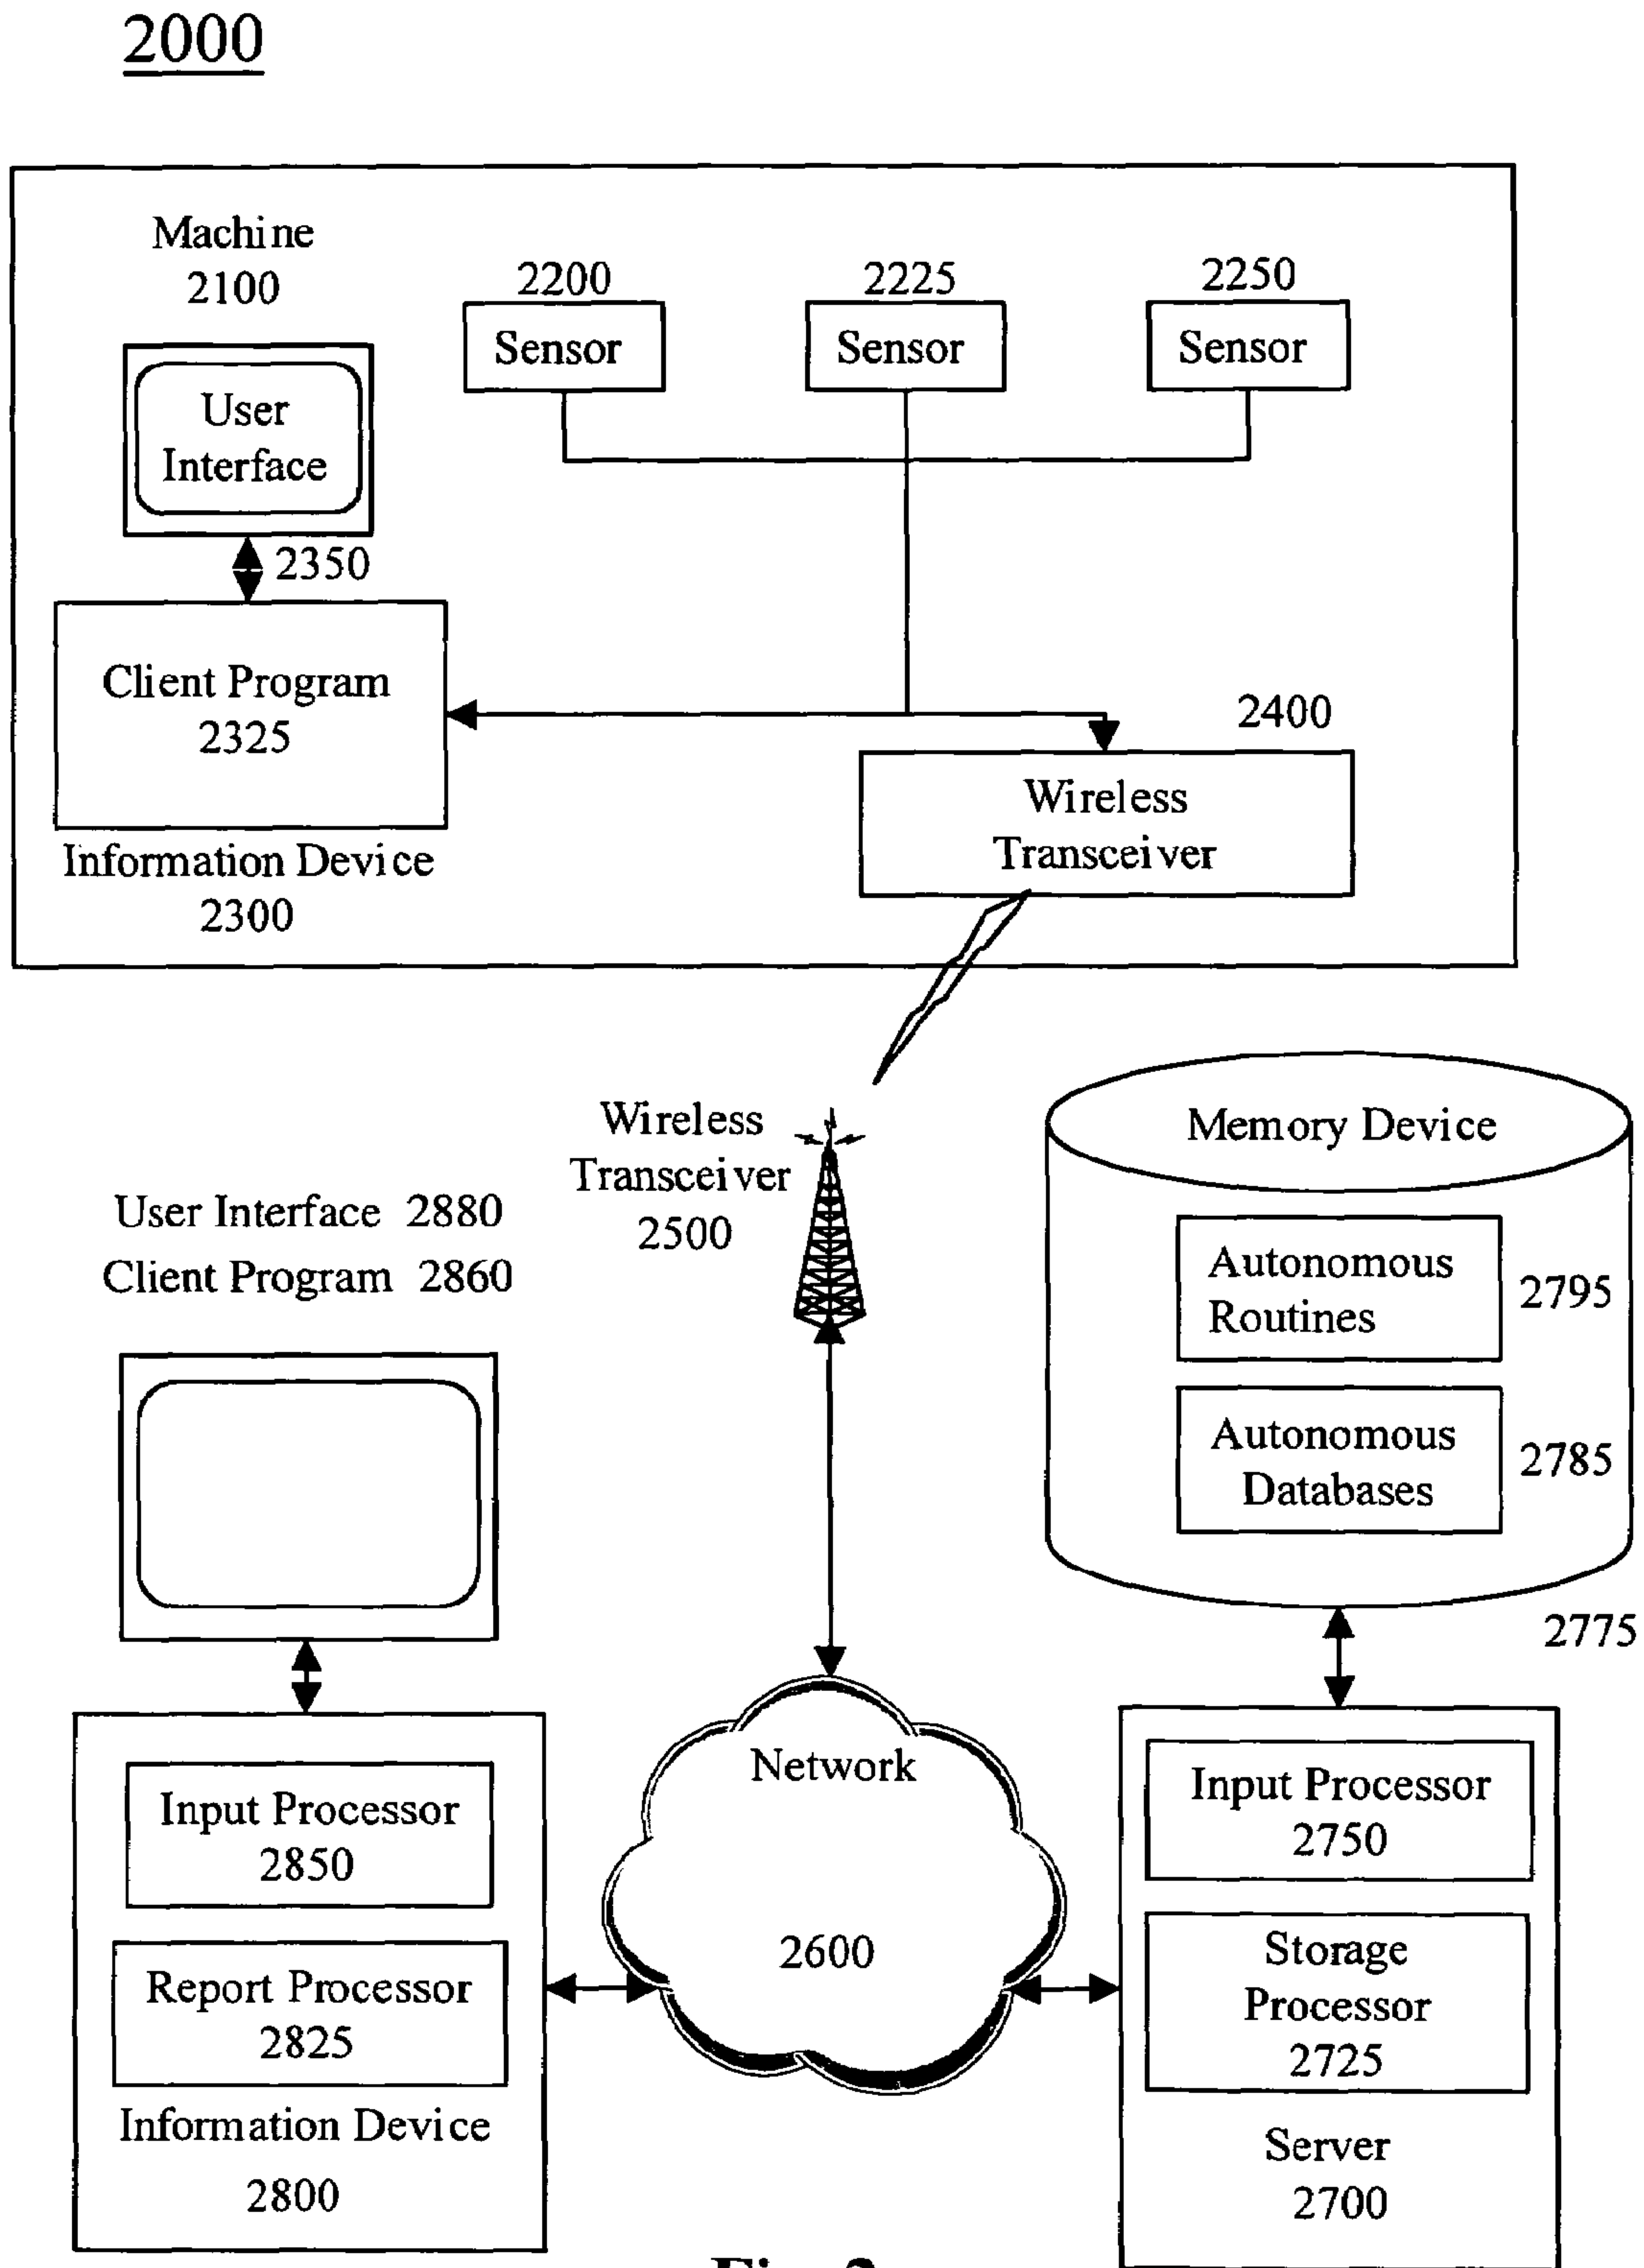 2000
Machine
2100
2200
2225
2250
Sensor
Sensor
Sensor
User
Interface
2350
Client Program
2325
2400
Wireless
Transceiver
Information Device
2300
Wireless
Transceiver
2500
Memory Device
User Interface 2880
Client Program 2860
Autonomous
Routines
2795
Autonomous
Databases
2785
2775
Network
2600
Input Processor
2850
Report Processor
2825
Information Device
2800
Input Processor
2750
Storage
Processor
2725
Server
2700